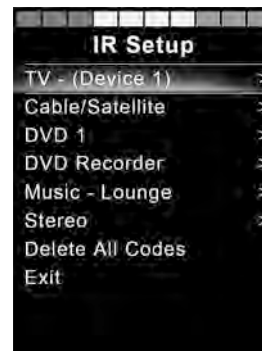 IR Setup
TV - (Device 1) >
Cable/Satellite >
DVD 1 >
DVD Recorder >
Music - Lounge >
Stereo >
Delete All Codes
Exit